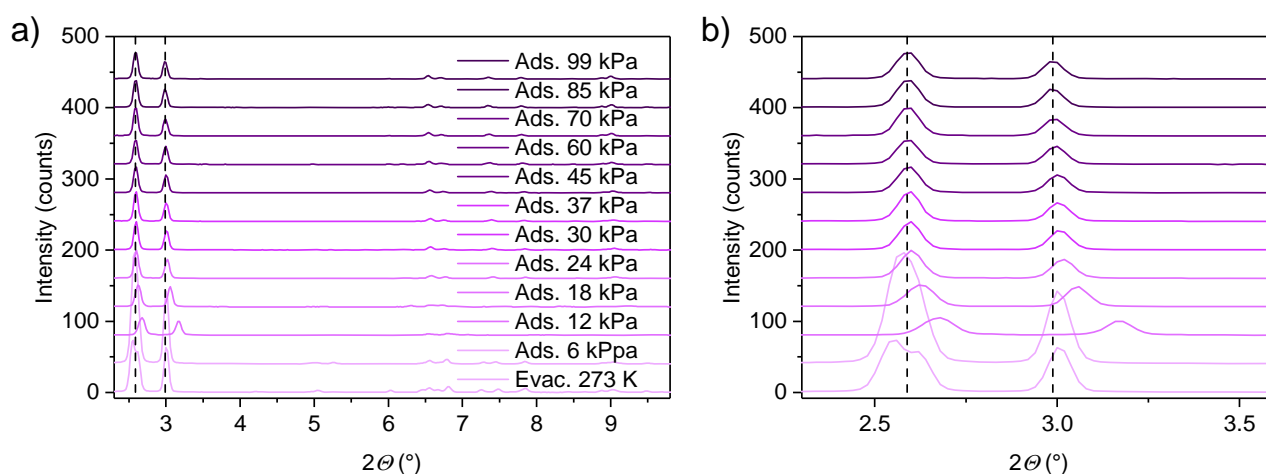 a)
500
400
300
200
100
0
Intensity (counts)
3 4 5 6 7 8 9
2Θ (°)
Ads. 99 kPa
Ads. 85 kPa
Ads. 70 kPa
Ads. 60 kPa
Ads. 45 kPa
Ads. 37 kPa
Ads. 30 kPa
Ads. 24 kPa
Ads. 18 kPa
Ads. 12 kPa
Ads. 6 kPpa
Evac. 273 K
b)
500
400
300
200
100
0
Intensity (counts)
2.5 3.0 3.5
2Θ (°)